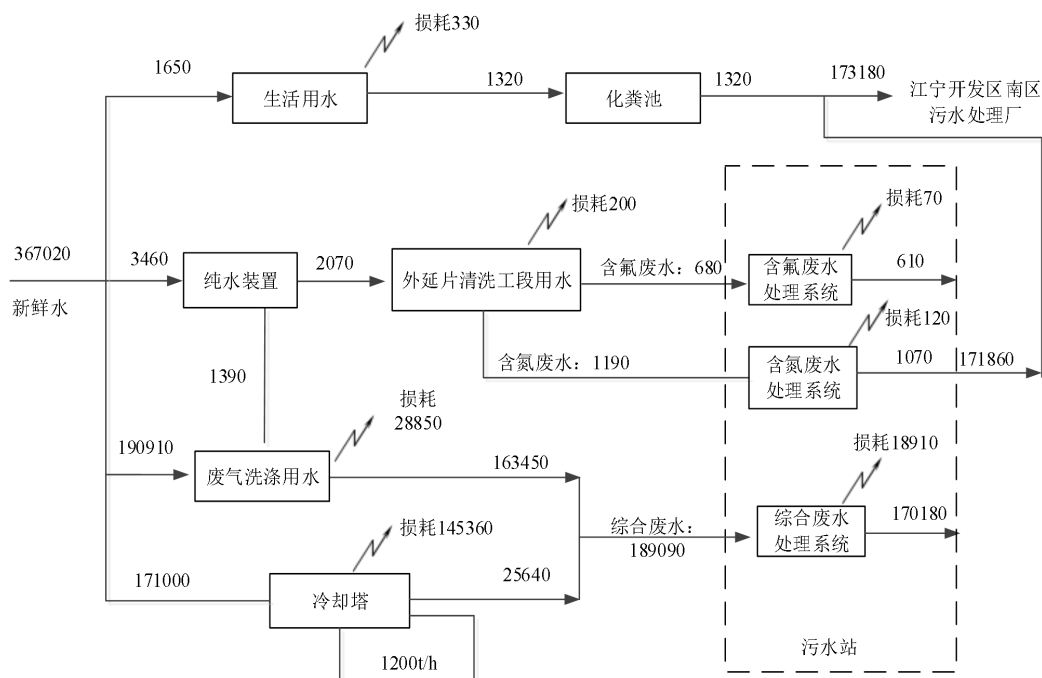 损耗330
1650
生活用水
1320
化粪池
1320
173180
江宁开发区南区
污水处理厂
367020
新鲜水
3460
纯水装置
2070
损耗200
外延片清洗工段用水
含氟废水：680
损耗70
含氟废水
处理系统
610
含氮废水：1190
损耗120
含氮废水
处理系统
1070
171860
1390
190910
废气洗涤用水
损耗
28850
163450
综合废水：
189090
损耗18910
综合废水
处理系统
170180
171000
冷却塔
损耗145360
25640
1200t/h
污水站